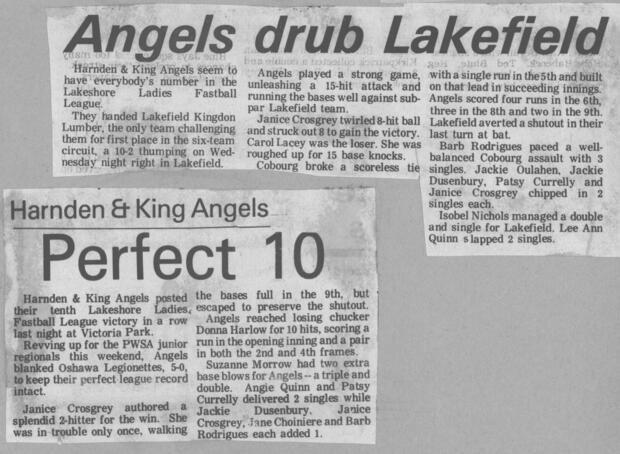 Angels drub Lakefield
Harnden & King Angels seem to
have everybody's number in the
Lakeshore Ladies Fastball
League.
They handed Lakefield Kingdon
Lumber, the only team challenging
them for first place in the six-team
circuit, a 10-2 thumping on Wed-
nesday night right in Lakefield.
Angels played a strong game,
unleashing a 15-hit attack and
running the bases well against sub-
par Lakefield team.
Janice Crosgrey twirled 8-hit ball
and struck out 8 to gain the victory.
Carol Lacey was the loser. She was
roughed up for 15 base knocks.
Cobourg broke a scoreless tie
with a single run in the 5th and built
on that lead in succeeding innings.
Angels scored four runs in the 6th,
three in the 8th and two in the 9th.
Lakefield averted a shutout in their
last turn at bat.
Barb Rodrigues paced a well-
balanced Cobourg assault with 3
singles. Jackie Oulahen, Jackie
Dusenbury, Patsy Currelly and
Janice Crosgrey chipped in 2
singles each.
Isobel Nichols managed a double
and single for Lakefield. Lee Ann
Quinn slapped 2 singles.
Harnden & King Angels
Perfect 10
Harnden & King Angels posted
their tenth Lakeshore Ladies
Fastball League victory in a row
last night at Victoria Park.
Revving up for the PWSA junior
regionals this weekend, Angels
blanked Oshawa Legionettes, 5-0,
to keep their perfect league record
intact.
Janice Crosgrey authored a
splendid 2-hitter for the win. She
was in trouble only once, walking
the bases full in the 9th, but
escaped to preserve the shutout.
Angels reached losing chucker
Donna Harlow for 10 hits, scoring a
run in the opening inning and a pair
in both the 2nd and 4th frames.
Suzanne Morrow had two extra
base blows for Angels -- a triple and
double. Angie Quinn and Patsy
Currelly delivered 2 singles while
Jackie Dusenbury, Janice
Crosgrey, Jane Choiniere and Barb
Rodrigues each added 1.